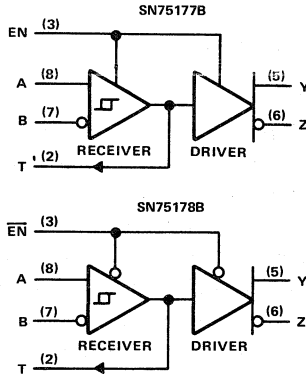 SN75177B
EN (3)
A (8)
(5) Y
B (7)
(6) Z
RECEIVER DRIVER
T (2)
SN75178B
EN (3)
A (8)
(5) Y
B (7)
(6) Z
RECEIVER DRIVER
T (2)